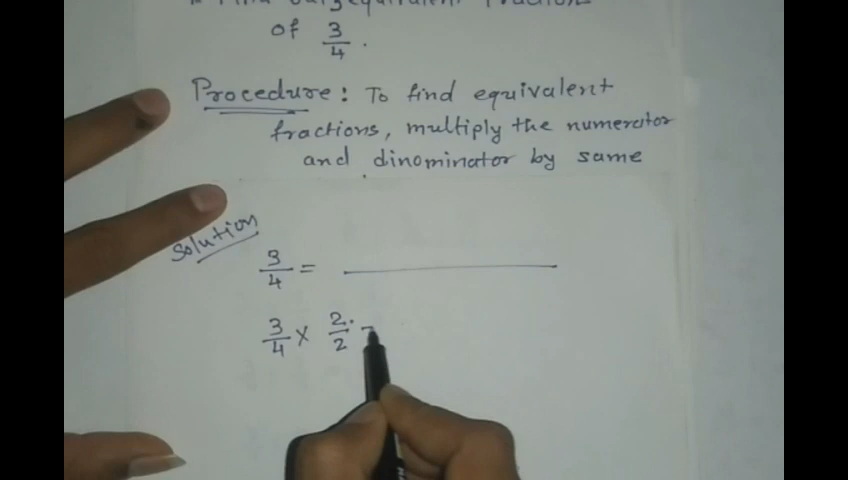 of 3/4.
Procedure: To find equivalent
fractions, multiply the numerator
and dinominator by same
Solution
3/4 =
3/4 × 2/2